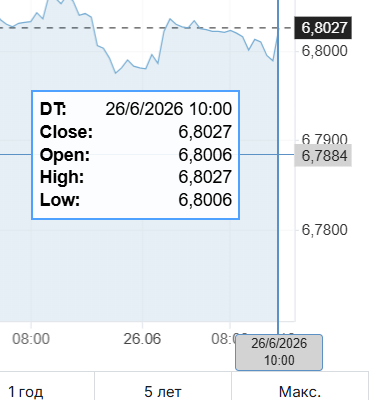 6,8027
6,8000
DT: 26/6/2026 10:00
Close: 6,8027
Open: 6,8006
High: 6,8027
Low: 6,8006
6,7900
6,7884
6,7800
08:00 26.06 08:0
26/6/2026
10:00
1 год 5 лет Макс.